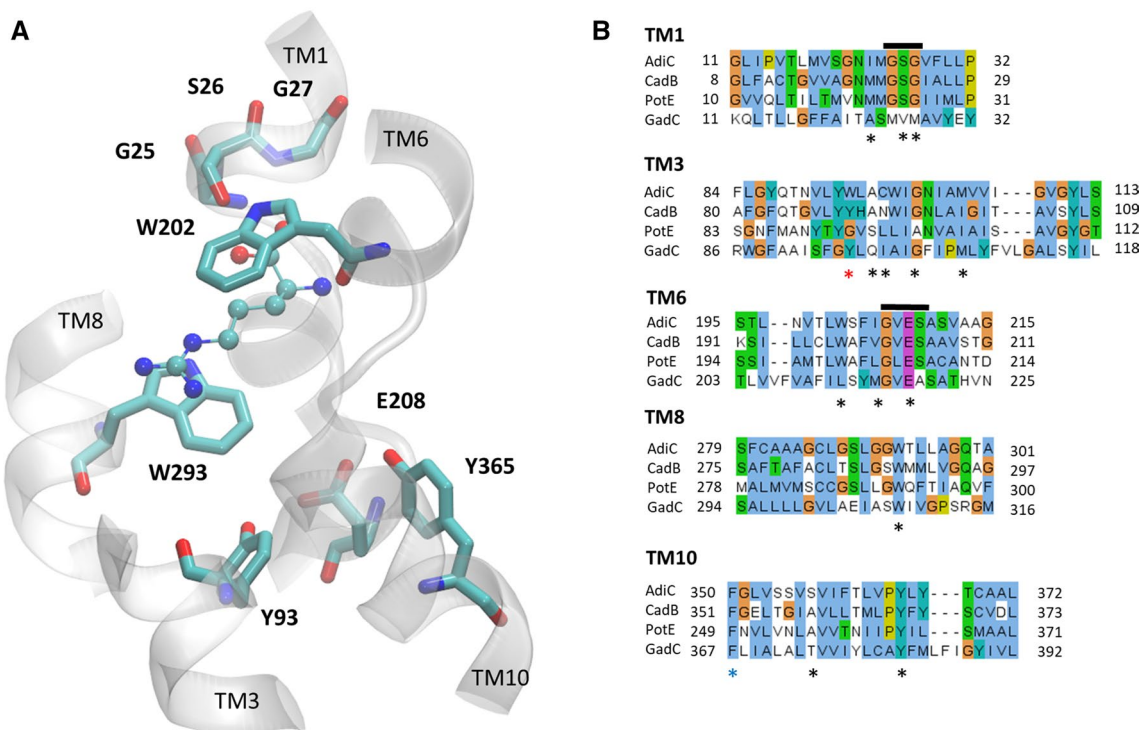 A
TM1
S26
G27
TM6
G25
W202
TM8
E208
W293
Y365
Y93
TM10
TM3
B
TM1
AdiC 11 GLIPVTLMVSGNIMGSGVFLLP 32
CadB 8 GLFACTGVVAGNMMGSGIALLP 29
PotE 10 GVVQLTILTMVNMMGSGIIMLP 31
GadC 11 KQLTLLGFFAITASMVMAVYEY 32
* * *
TM3
AdiC 84 FLGYQTNVLYWLACWIGNIAMVVI---GVGYLS 113
CadB 80 AFGFQTGVLYYHANWIGNLAIGIT---AVSYLS 109
PotE 83 SGNFMANYTYGVSLLIANVAIAIS---AVGYGT 112
GadC 86 RWGFAAISFGYLQIAIGFIPMLYFVLGALSYIL 118
* * * * *
TM6
AdiC 195 STL--NVTLWSFIGVESASVAAG 215
CadB 191 KSI--LLCLWAFVGVESAAVSTG 211
PotE 194 SSI--AMTLWAFLGLESACANTD 214
GadC 203 TLVVFVAFILSYMGVEASATHVN 225
* * *
TM8
AdiC 279 SFCAAAGCLGSLGGWTLLAGQTA 301
CadB 275 SAFTAFACLTSLGSWMMLVGQAG 297
PotE 278 MALMVMSCCGSLLGWQFTIAQVF 300
GadC 294 SALLLLGVLAEIASWIVGPSRGM 316
*
TM10
AdiC 350 FGLVSSVSVIFTLVPYLY---TCAAL 372
CadB 351 FGELTGIAVLLTMLPYFY---SCVDL 373
PotE 249 FNVLVNLAVVTNIIPYIL---SMAAL 371
GadC 367 FLIALALTVVIYLCAYFMLFIGYIVL 392
* * *